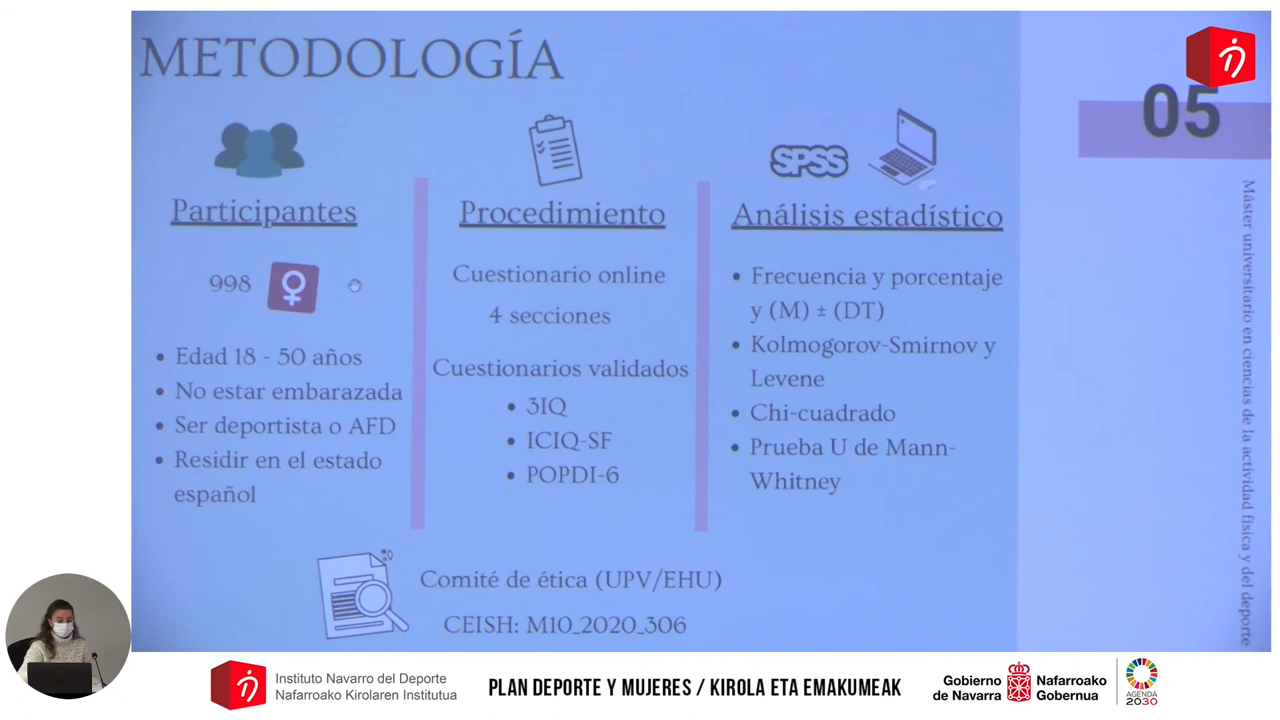 METODOLOGÍA
05
SPSS
Participantes
998
• Edad 18 - 50 años
• No estar embarazada
• Ser deportista o AFD
• Residir en el estado
español
Procedimiento
Cuestionario online
4 secciones
Cuestionarios validados
• 3IQ
• ICIQ-SF
• POPDI-6
Análisis estadístico
• Frecuencia y porcentaje
y (M) ± (DT)
• Kolmogorov-Smirnov y
Levene
• Chi-cuadrado
• Prueba U de Mann-
Whitney
Comité de ética (UPV/EHU)
CEISH: M10_2020_306
Máster universitario en ciencias de la actividad física y del deporte
Instituto Navarro del Deporte
Nafarroako Kirolaren Institutua
PLAN DEPORTE Y MUJERES / KIROLA ETA EMAKUMEAK
Gobierno
de Navarra
Nafarroako
Gobernua
AGENDA
2030